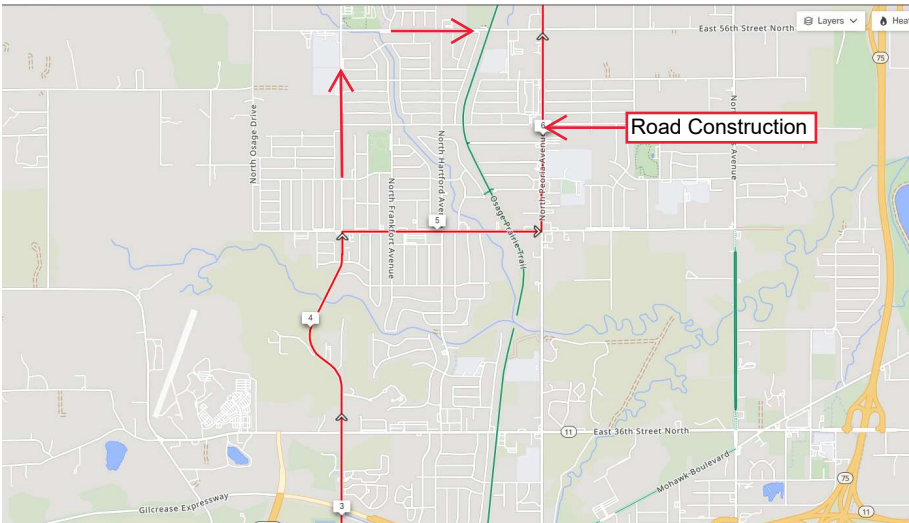 East 56th Street North
Layers
Heat
75
6
Road Construction
North Osage Drive
North Hartford Avenue
North Frankfort Avenue
North Peoria Avenue
Osage Prairie Trail
Avenue
5
4
11
East 36th Street North
Mohawk Boulevard
75
3
Gilcrease Expressway
11